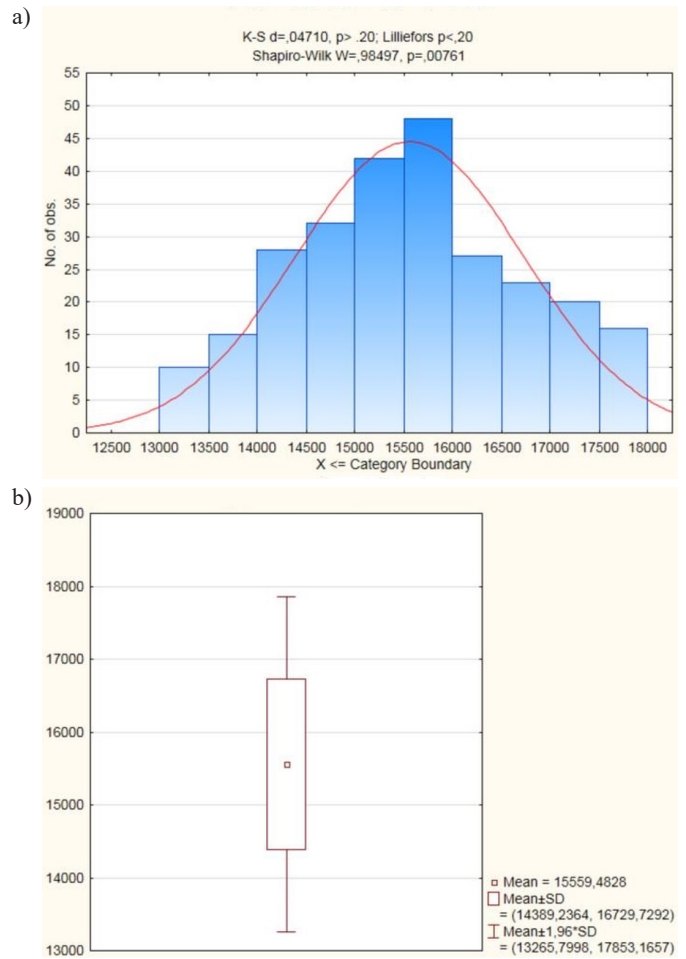 a)
K-S d=,04710, p> .20; Lilliefors p<,20
Shapiro-Wilk W=,98497, p=,00761
55
50
45
40
35
30
25
20
15
10
5
0
No. of obs.
12500 13000 13500 14000 14500 15000 15500 16000 16500 17000 17500 18000
X <= Category Boundary
b)
19000
18000
17000
16000
15000
14000
13000
Mean = 15559,4828
Mean±SD
= (14389,2364, 16729,7292)
Mean±1,96*SD
= (13265,7998, 17853,1657)